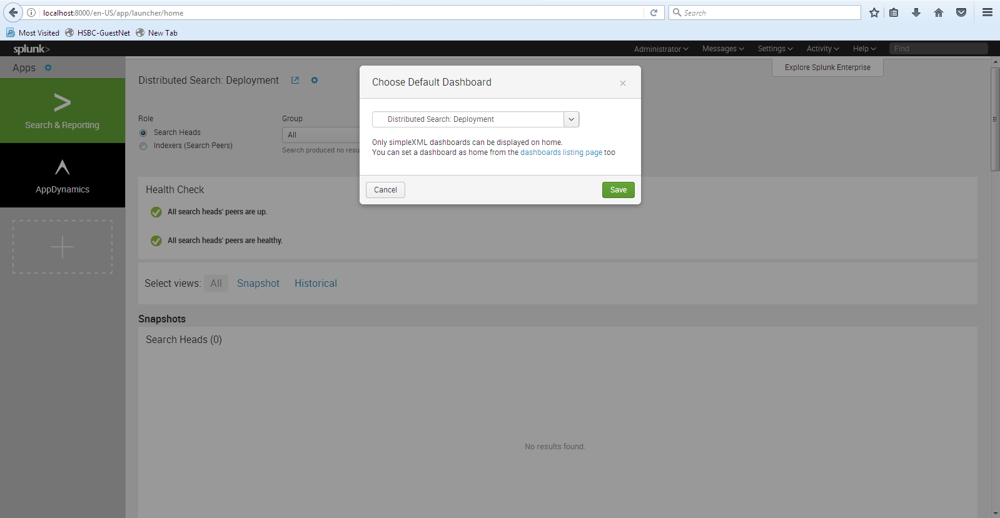 localhost:8000/en-US/app/launcher/home
Search
Most Visited HSBC-GuestNet New Tab
splunk> Administrator Messages Settings Activity Help Find
Apps
Explore Splunk Enterprise
Search & Reporting
AppDynamics
Distributed Search: Deployment
Role
Search Heads
Indexers (Search Peers)
Group
All
Search produced no resu
Choose Default Dashboard
Distributed Search: Deployment
Only simpleXML dashboards can be displayed on home.
You can set a dashboard as home from the dashboards listing page too
Cancel Save
Health Check
All search heads' peers are up.
All search heads' peers are healthy.
Select views: All Snapshot Historical
Snapshots
Search Heads (0)
No results found.